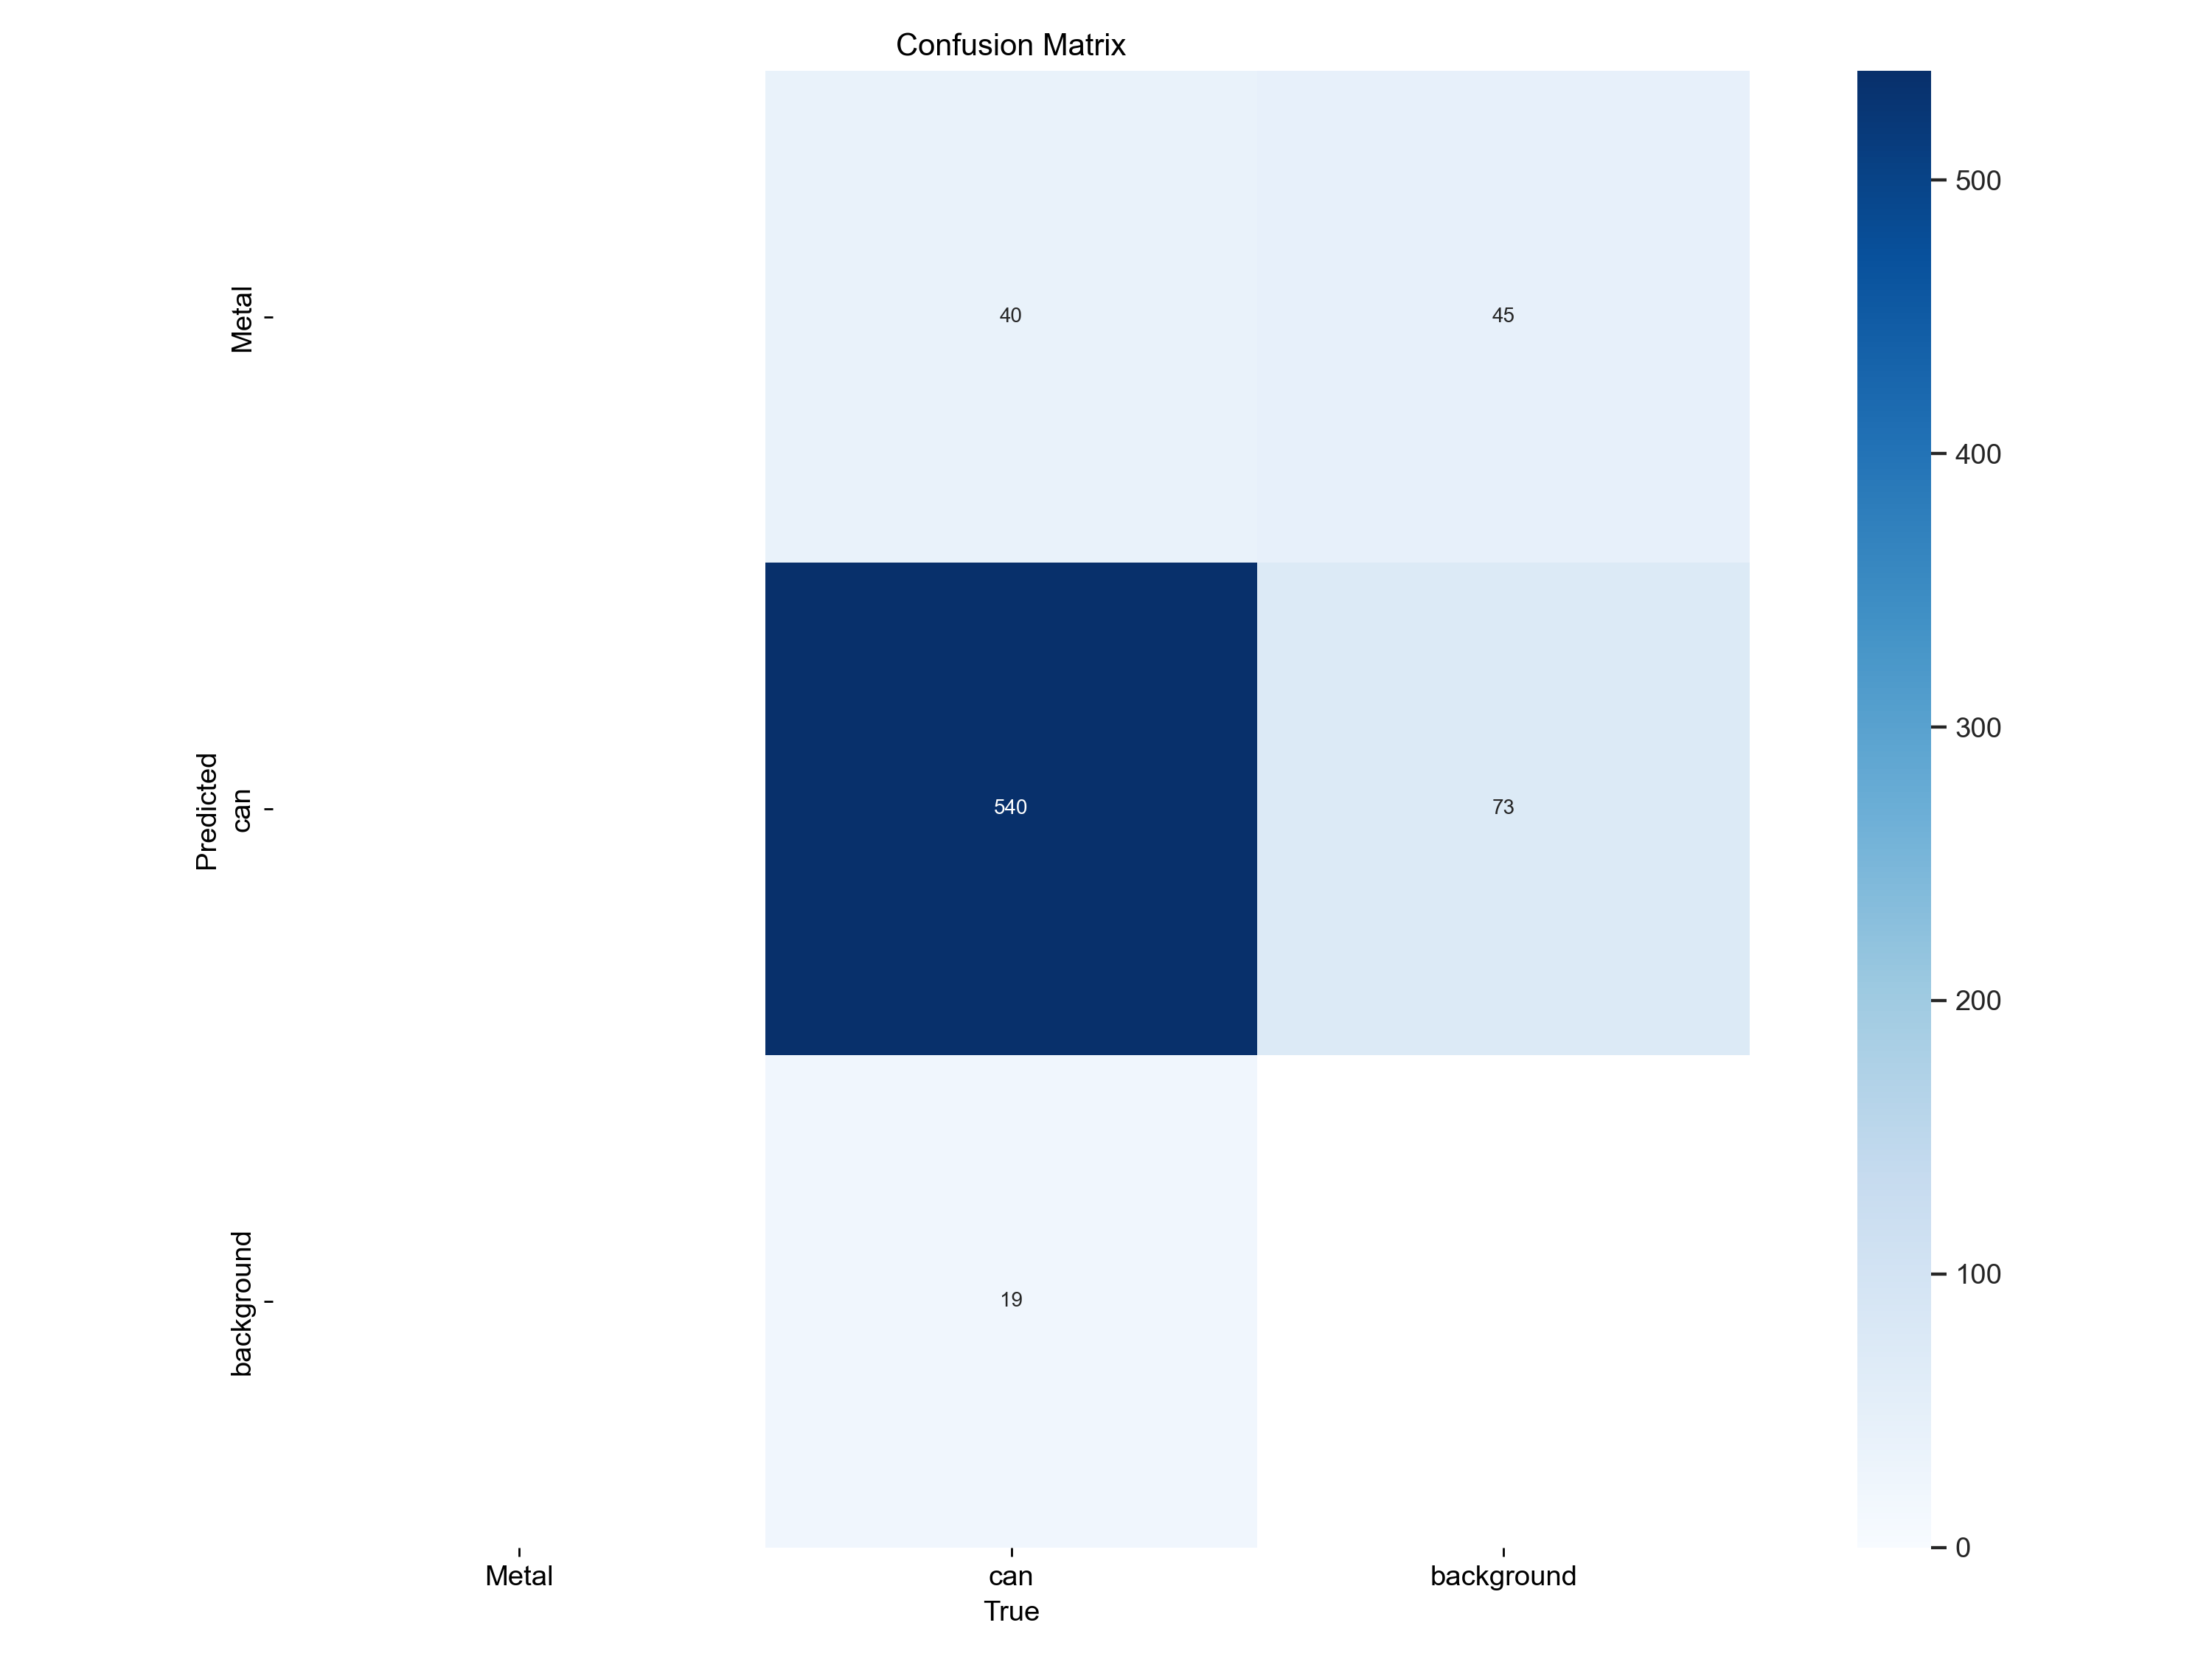 Confusion Matrix
Metal
40
45
500
400
300
Predicted
can
540
73
200
100
background
19
0
Metal
can
background
True